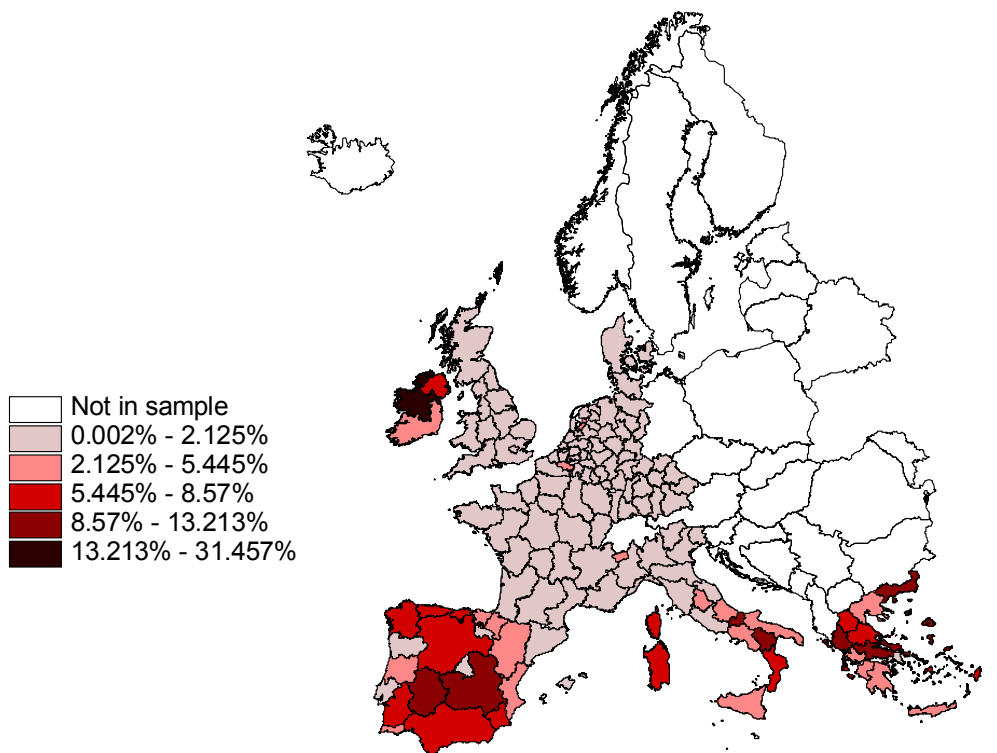 Not in sample
0.002% - 2.125%
2.125% - 5.445%
5.445% - 8.57%
8.57% - 13.213%
13.213% - 31.457%